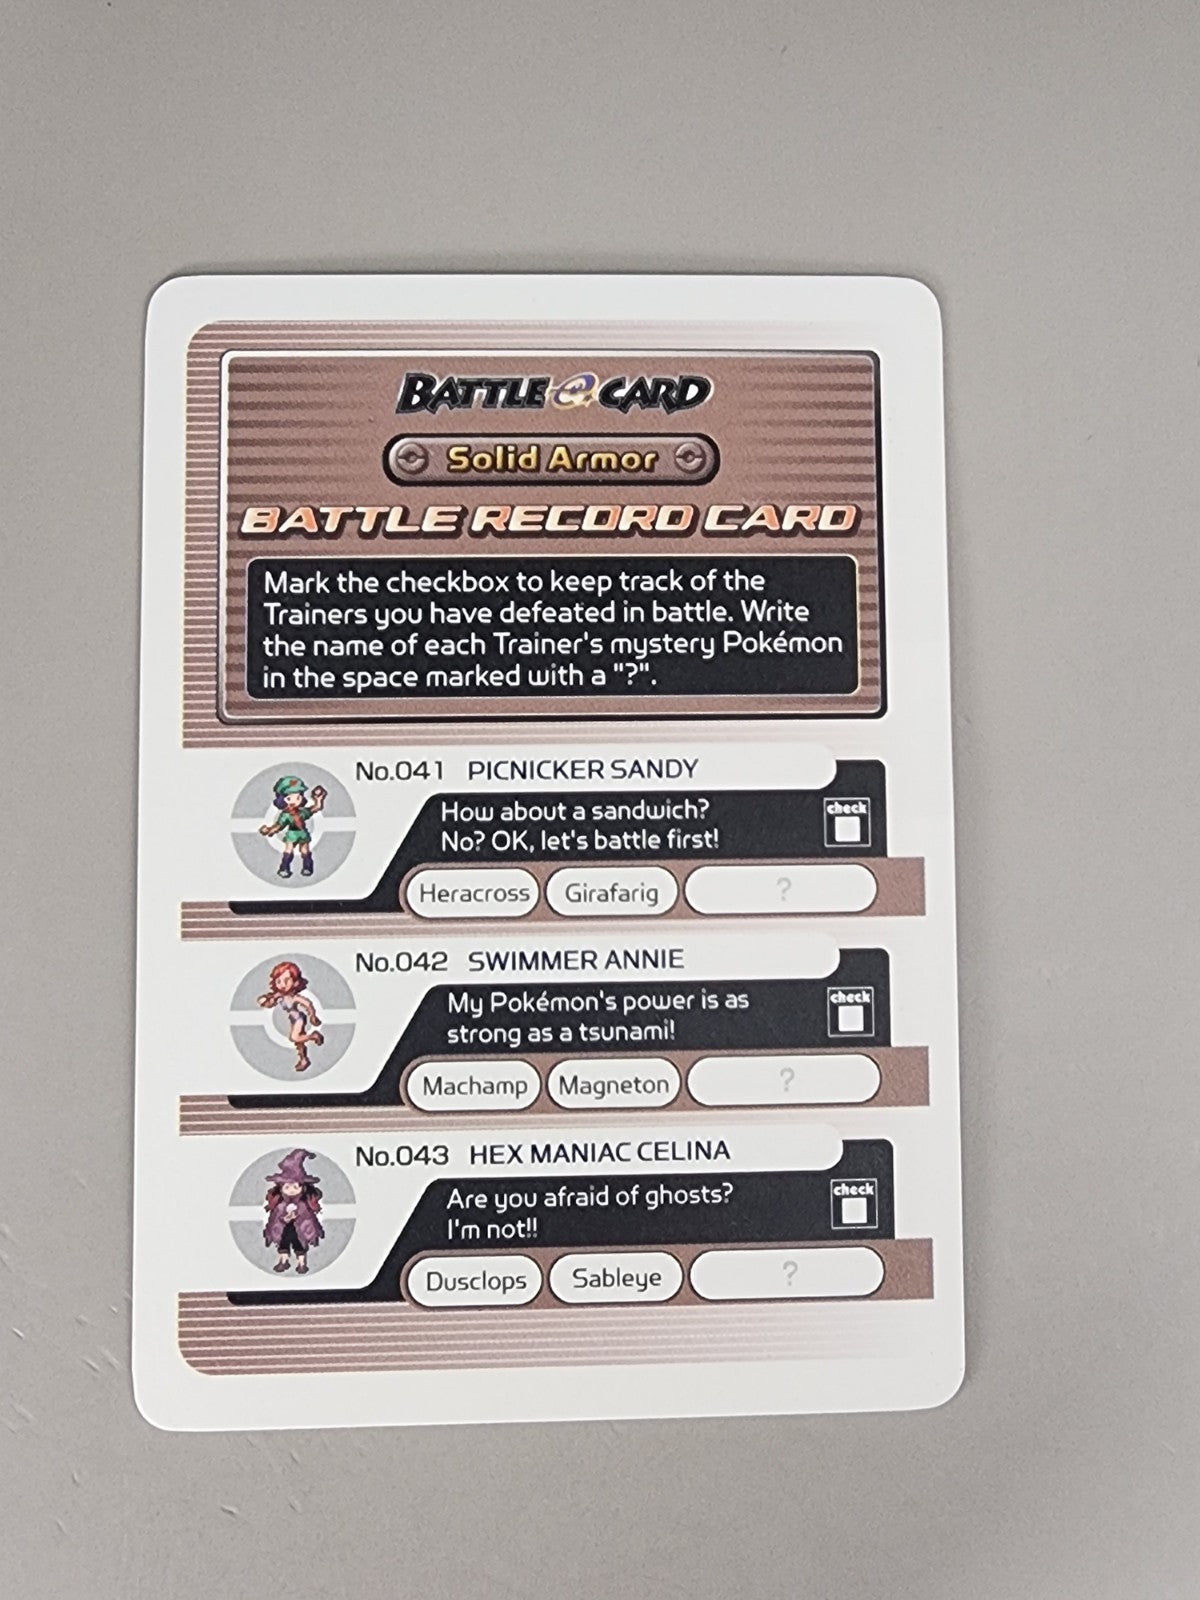 BATTLE e CARD
Solid Armor
BATTLE RECORD CARD
Mark the checkbox to keep track of the
Trainers you have defeated in battle. Write
the name of each Trainer's mystery Pokémon
in the space marked with a "?".
No.041 PICNICKER SANDY
How about a sandwich?
No? OK, let's battle first!
check
Heracross Girafarig ?
No.042 SWIMMER ANNIE
My Pokémon's power is as
strong as a tsunami!
check
Machamp Magneton ?
No.043 HEX MANIAC CELINA
Are you afraid of ghosts?
I'm not!!
check
Dusclops Sableye ?